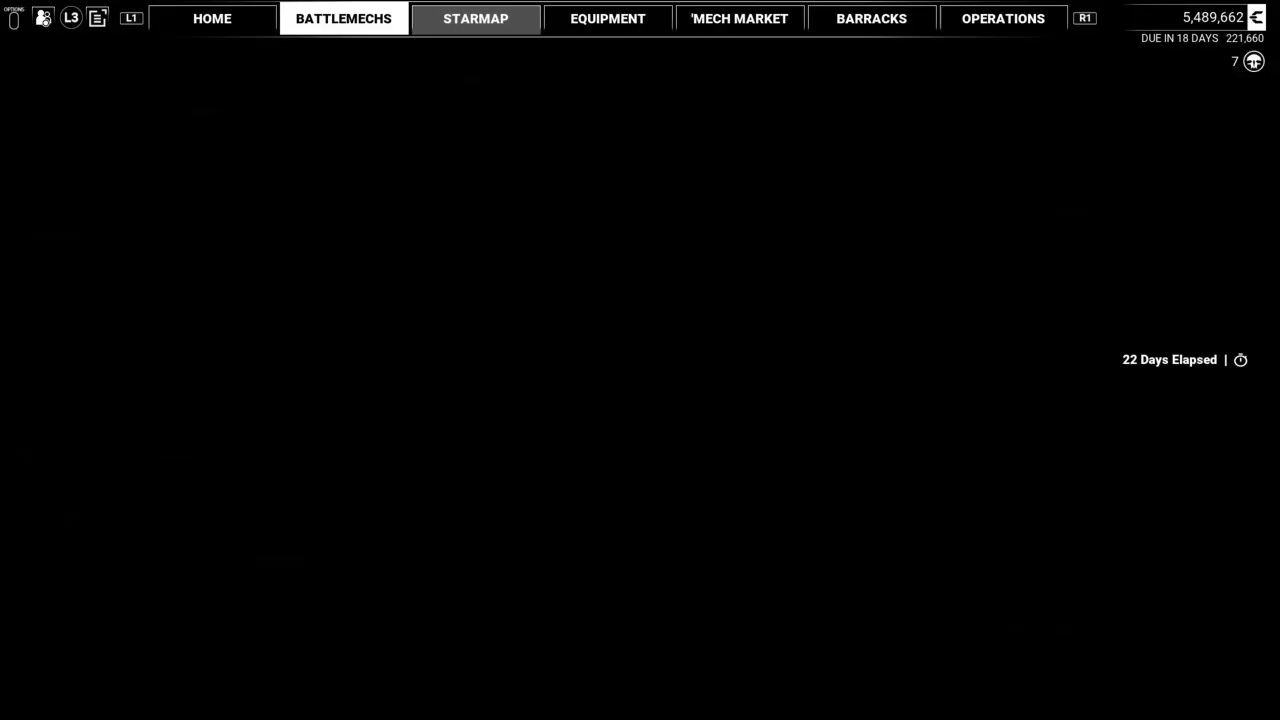 OPTIONS
L3
L1
HOME
BATTLEMECHS
STARMAP
EQUIPMENT
'MECH MARKET
BARRACKS
OPERATIONS
R1
5,489,662
DUE IN 18 DAYS 221,660
7
22 Days Elapsed |